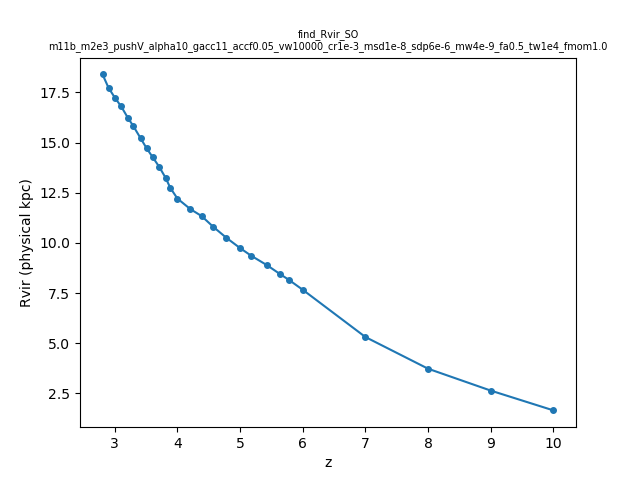 find_Rvir_SO
m11b_m2e3_pushV_alpha10_gacc11_accf0.05_vw10000_cr1e-3_msd1e-8_sdp6e-6_mw4e-9_fa0.5_tw1e4_fmom1.0
17.5
15.0
12.5
10.0
7.5
5.0
2.5
Rvir (physical kpc)
3 4 5 6 7 8 9 10
z